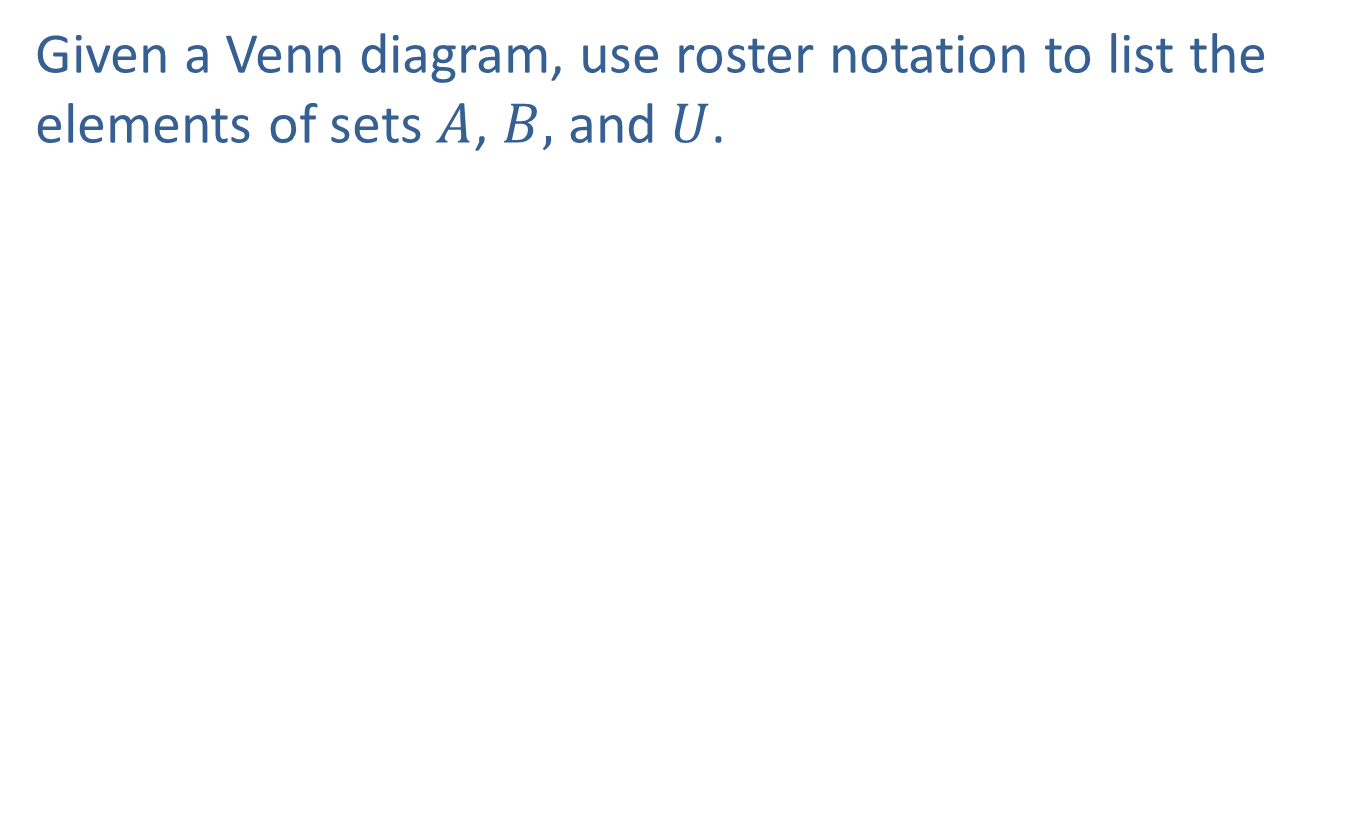 Given a Venn diagram, use roster notation to list the
elements of sets A, B, and U.